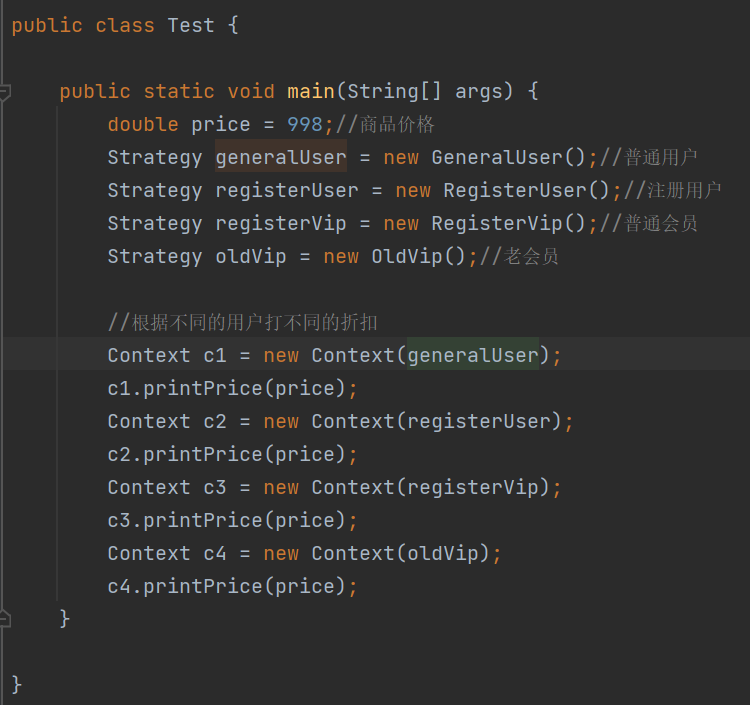 public class Test {
public static void main(String[] args) {
double price = 998;//商品价格
Strategy generalUser = new GeneralUser();//普通用户
Strategy registerUser = new RegisterUser();//注册用户
Strategy registerVip = new RegisterVip();//普通会员
Strategy oldVip = new OldVip();//老会员
//根据不同的用户打不同的折扣
Context c1 = new Context(generalUser);
c1.printPrice(price);
Context c2 = new Context(registerUser);
c2.printPrice(price);
Context c3 = new Context(registerVip);
c3.printPrice(price);
Context c4 = new Context(oldVip);
c4.printPrice(price);
}
}